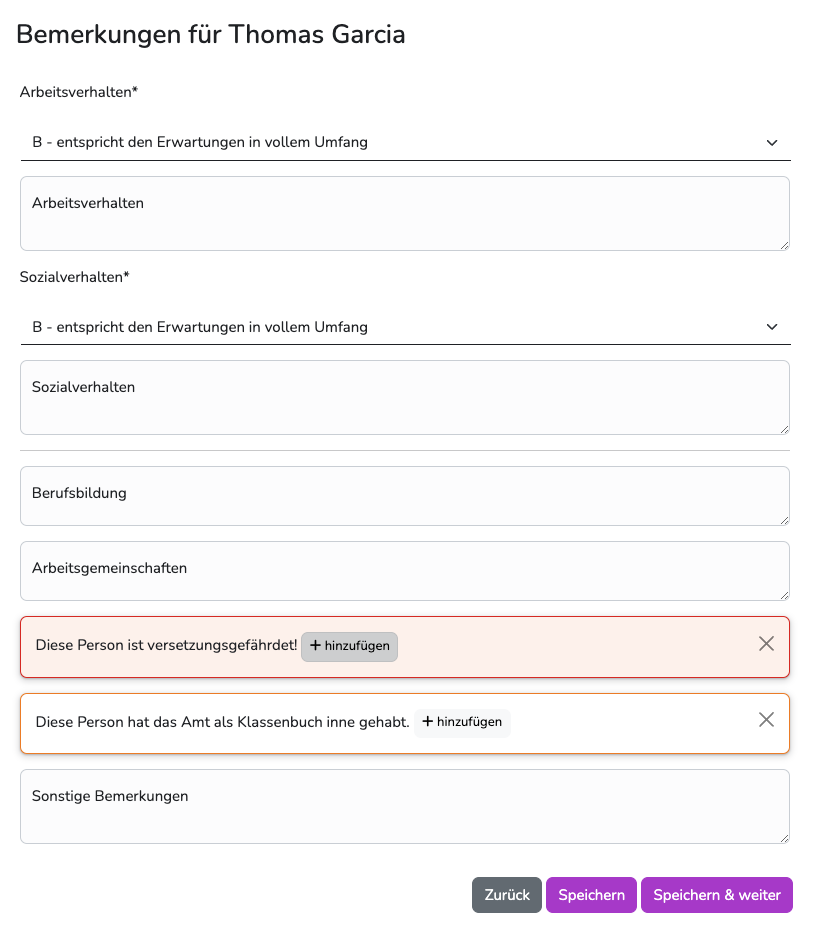 Bemerkungen für Thomas Garcia
Arbeitsverhalten*
B - entspricht den Erwartungen in vollem Umfang
Arbeitsverhalten
Sozialverhalten*
B - entspricht den Erwartungen in vollem Umfang
Sozialverhalten
Berufsbildung
Arbeitsgemeinschaften
Diese Person ist versetzungsgefährdet! + hinzufügen
Diese Person hat das Amt als Klassenbuch inne gehabt. + hinzufügen
Sonstige Bemerkungen
Zurück Speichern Speichern & weiter